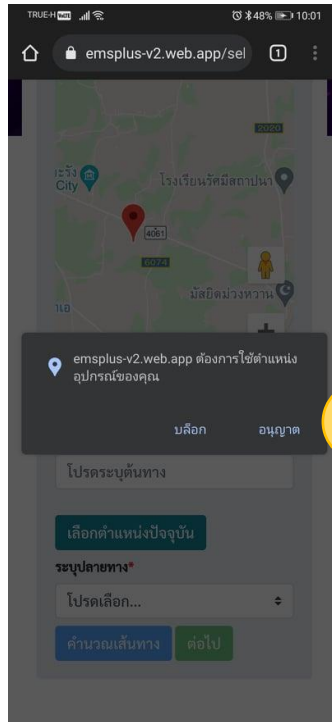 TRUE-H VoLTE 48% 10:01
emsplus-v2.web.app/sel 1
2020
City
โรงเรียนรัศมีสถาปนา
4061
6074
มัสยิดม่วงหวาน
emsplus-v2.web.app ต้องการใช้ตำแหน่ง
อุปกรณ์ของคุณ
บล็อก อนุญาต
โปรดระบุต้นทาง
เลือกตำแหน่งปัจจุบัน
ระบุปลายทาง*
โปรดเลือก...
คำนวณเส้นทาง ต่อไป